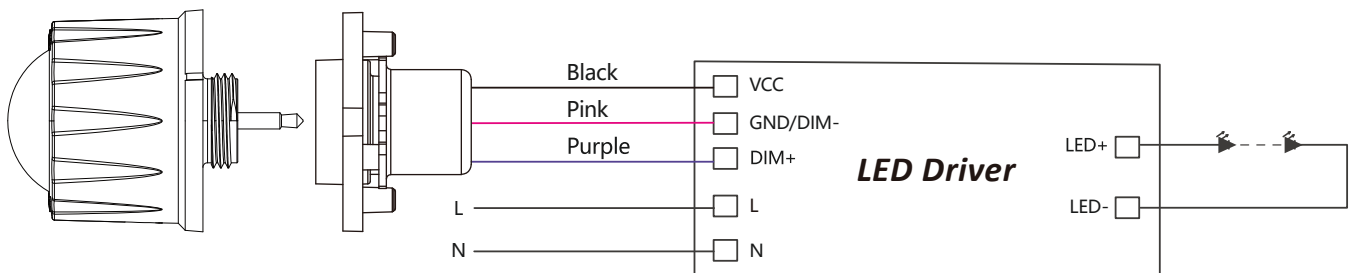 Black
VCC
Pink
GND/DIM-
Purple
DIM+
LED Driver
LED+
L
L
LED-
N
N